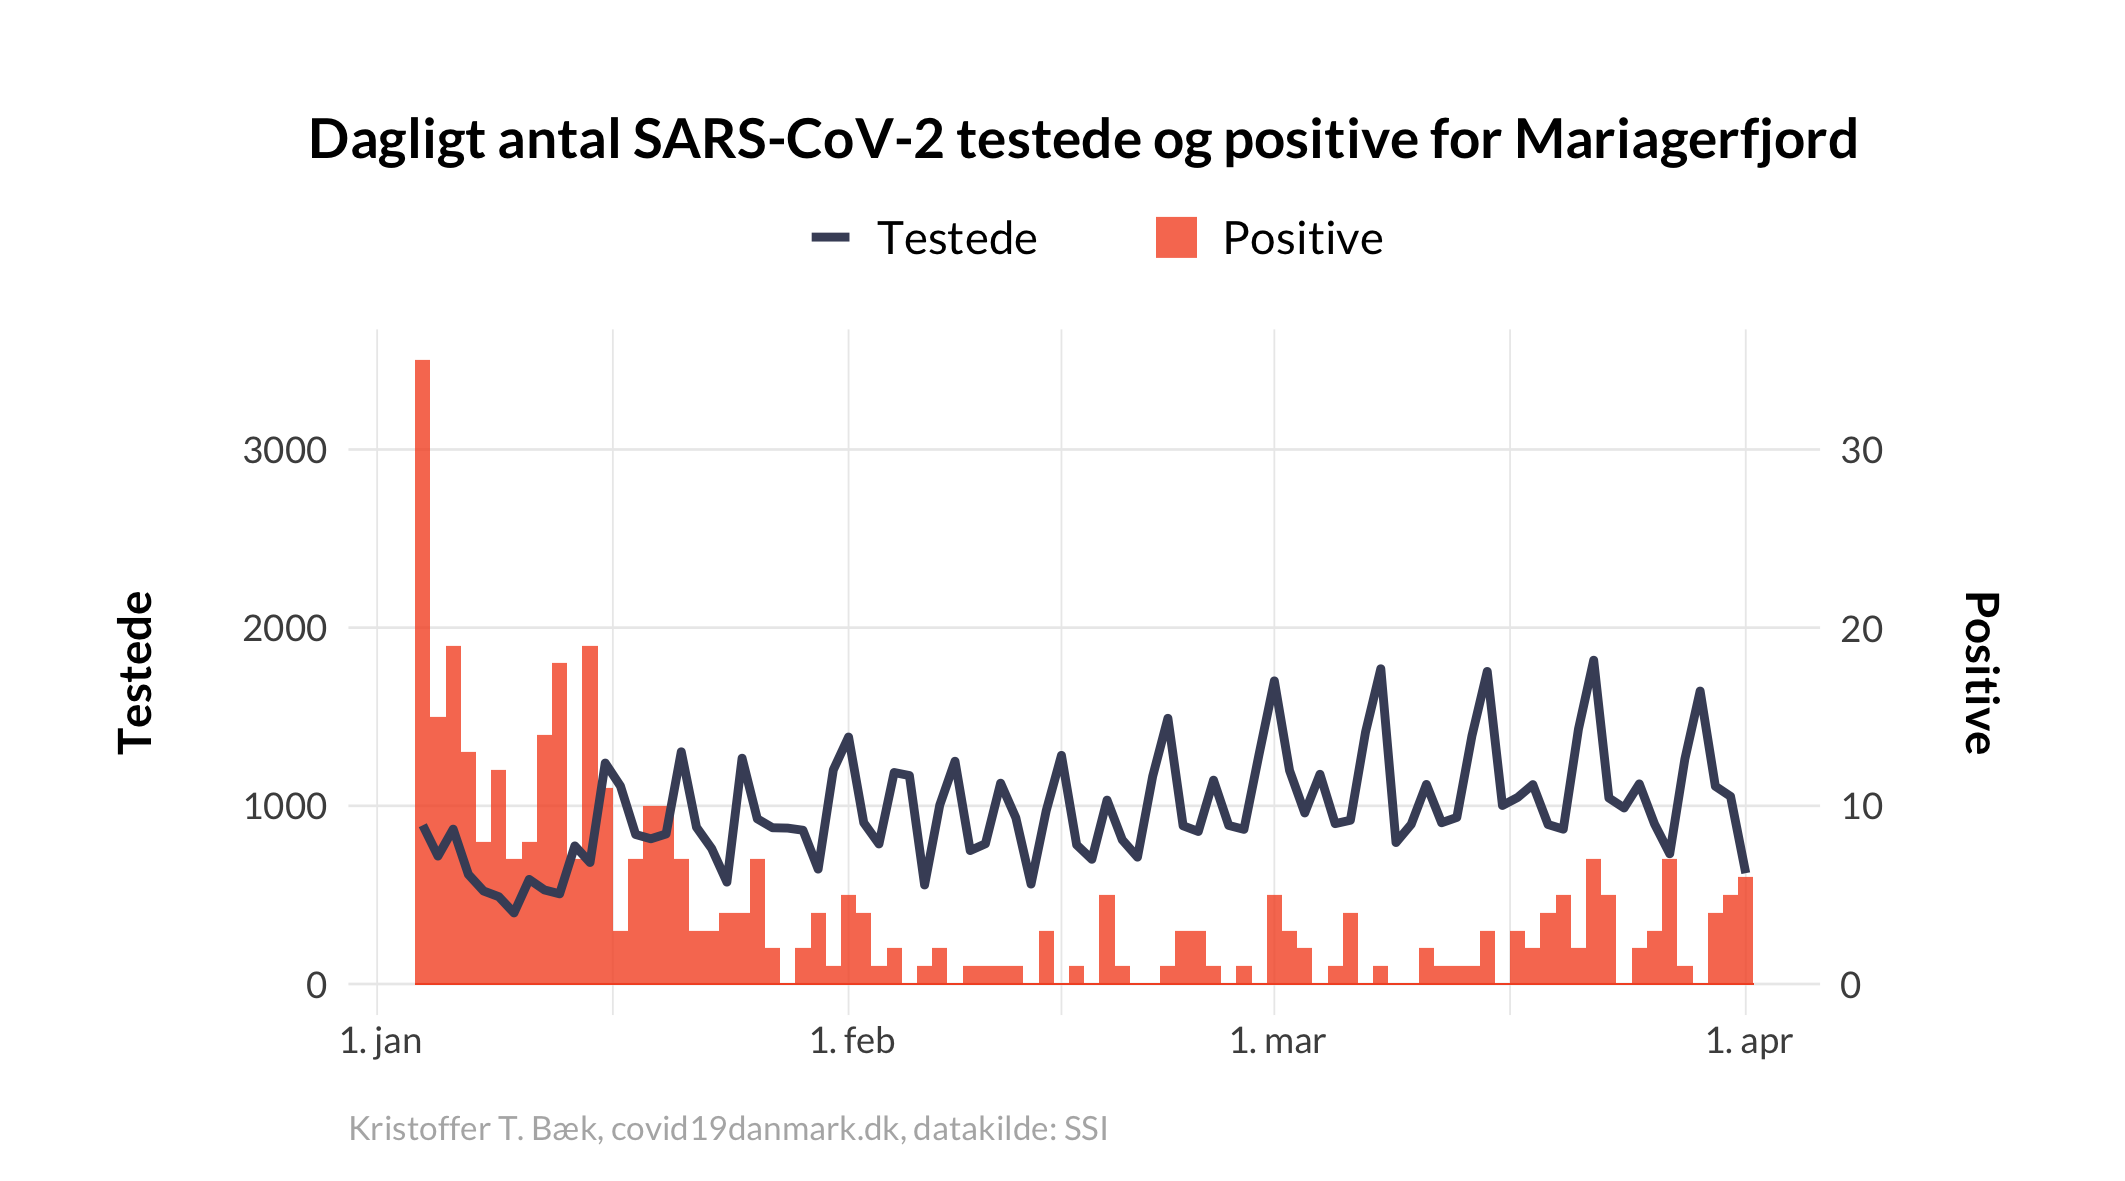 Dagligt antal SARS-CoV-2 testede og positive for Mariagerfjord
Testede
Positive
Testede
3000
2000
1000
0
30
20
10
0
Positive
1. jan
1. feb
1. mar
1. apr
Kristoffer T. Bæk, covid19danmark.dk, datakilde: SSI